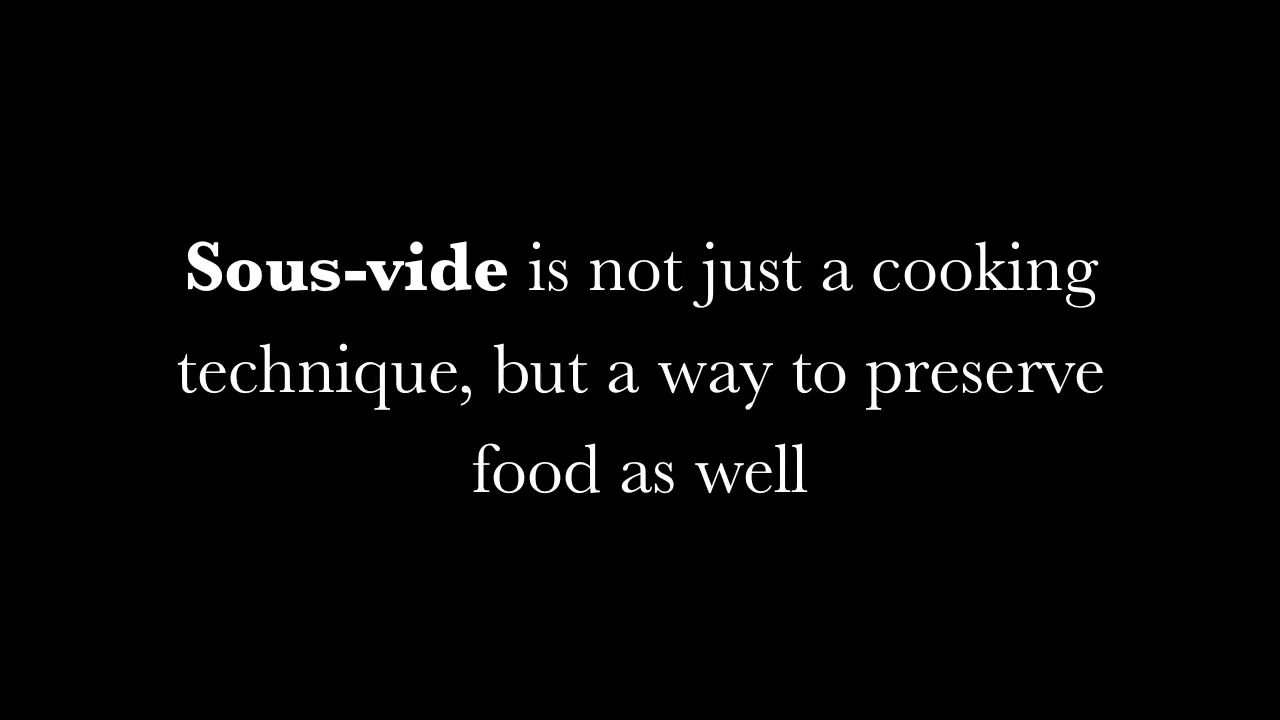 Sous-vide is not just a cooking
technique, but a way to preserve
food as well